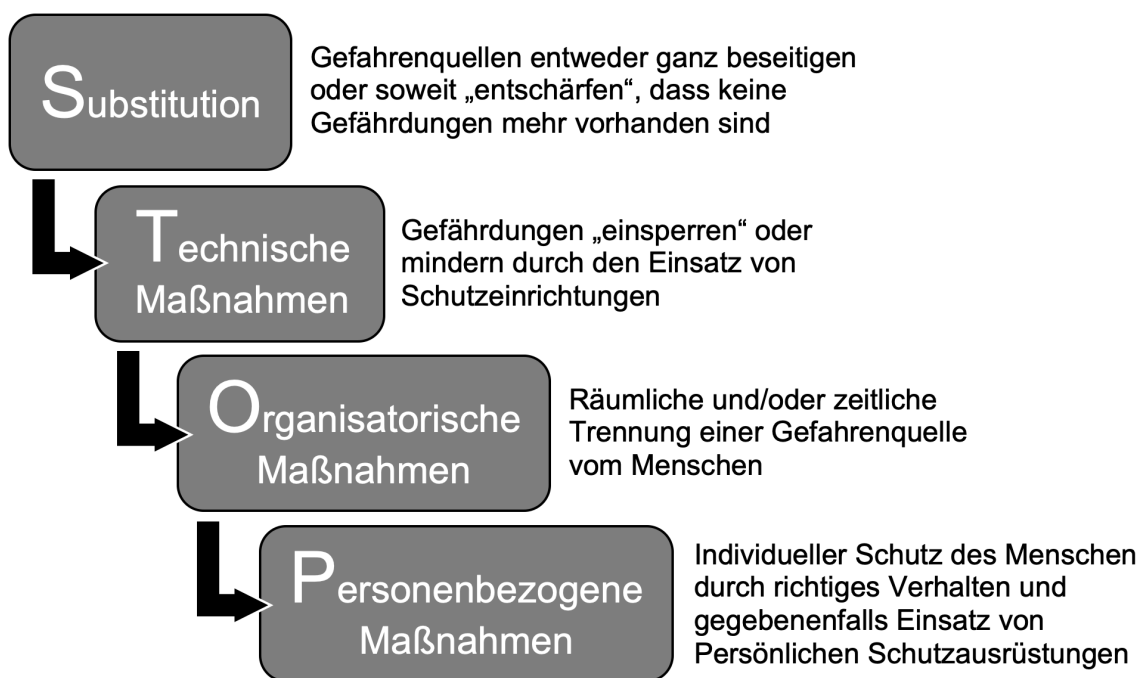 Substitution
Gefahrenquellen entweder ganz beseitigen
oder soweit „entschärfen“, dass keine
Gefährdungen mehr vorhanden sind
Technische
Maßnahmen
Gefährdungen „einsperren“ oder
mindern durch den Einsatz von
Schutzeinrichtungen
Organisatorische
Maßnahmen
Räumliche und/oder zeitliche
Trennung einer Gefahrenquelle
vom Menschen
Personenbezogene
Maßnahmen
Individueller Schutz des Menschen
durch richtiges Verhalten und
gegebenenfalls Einsatz von
Persönlichen Schutzausrüstungen